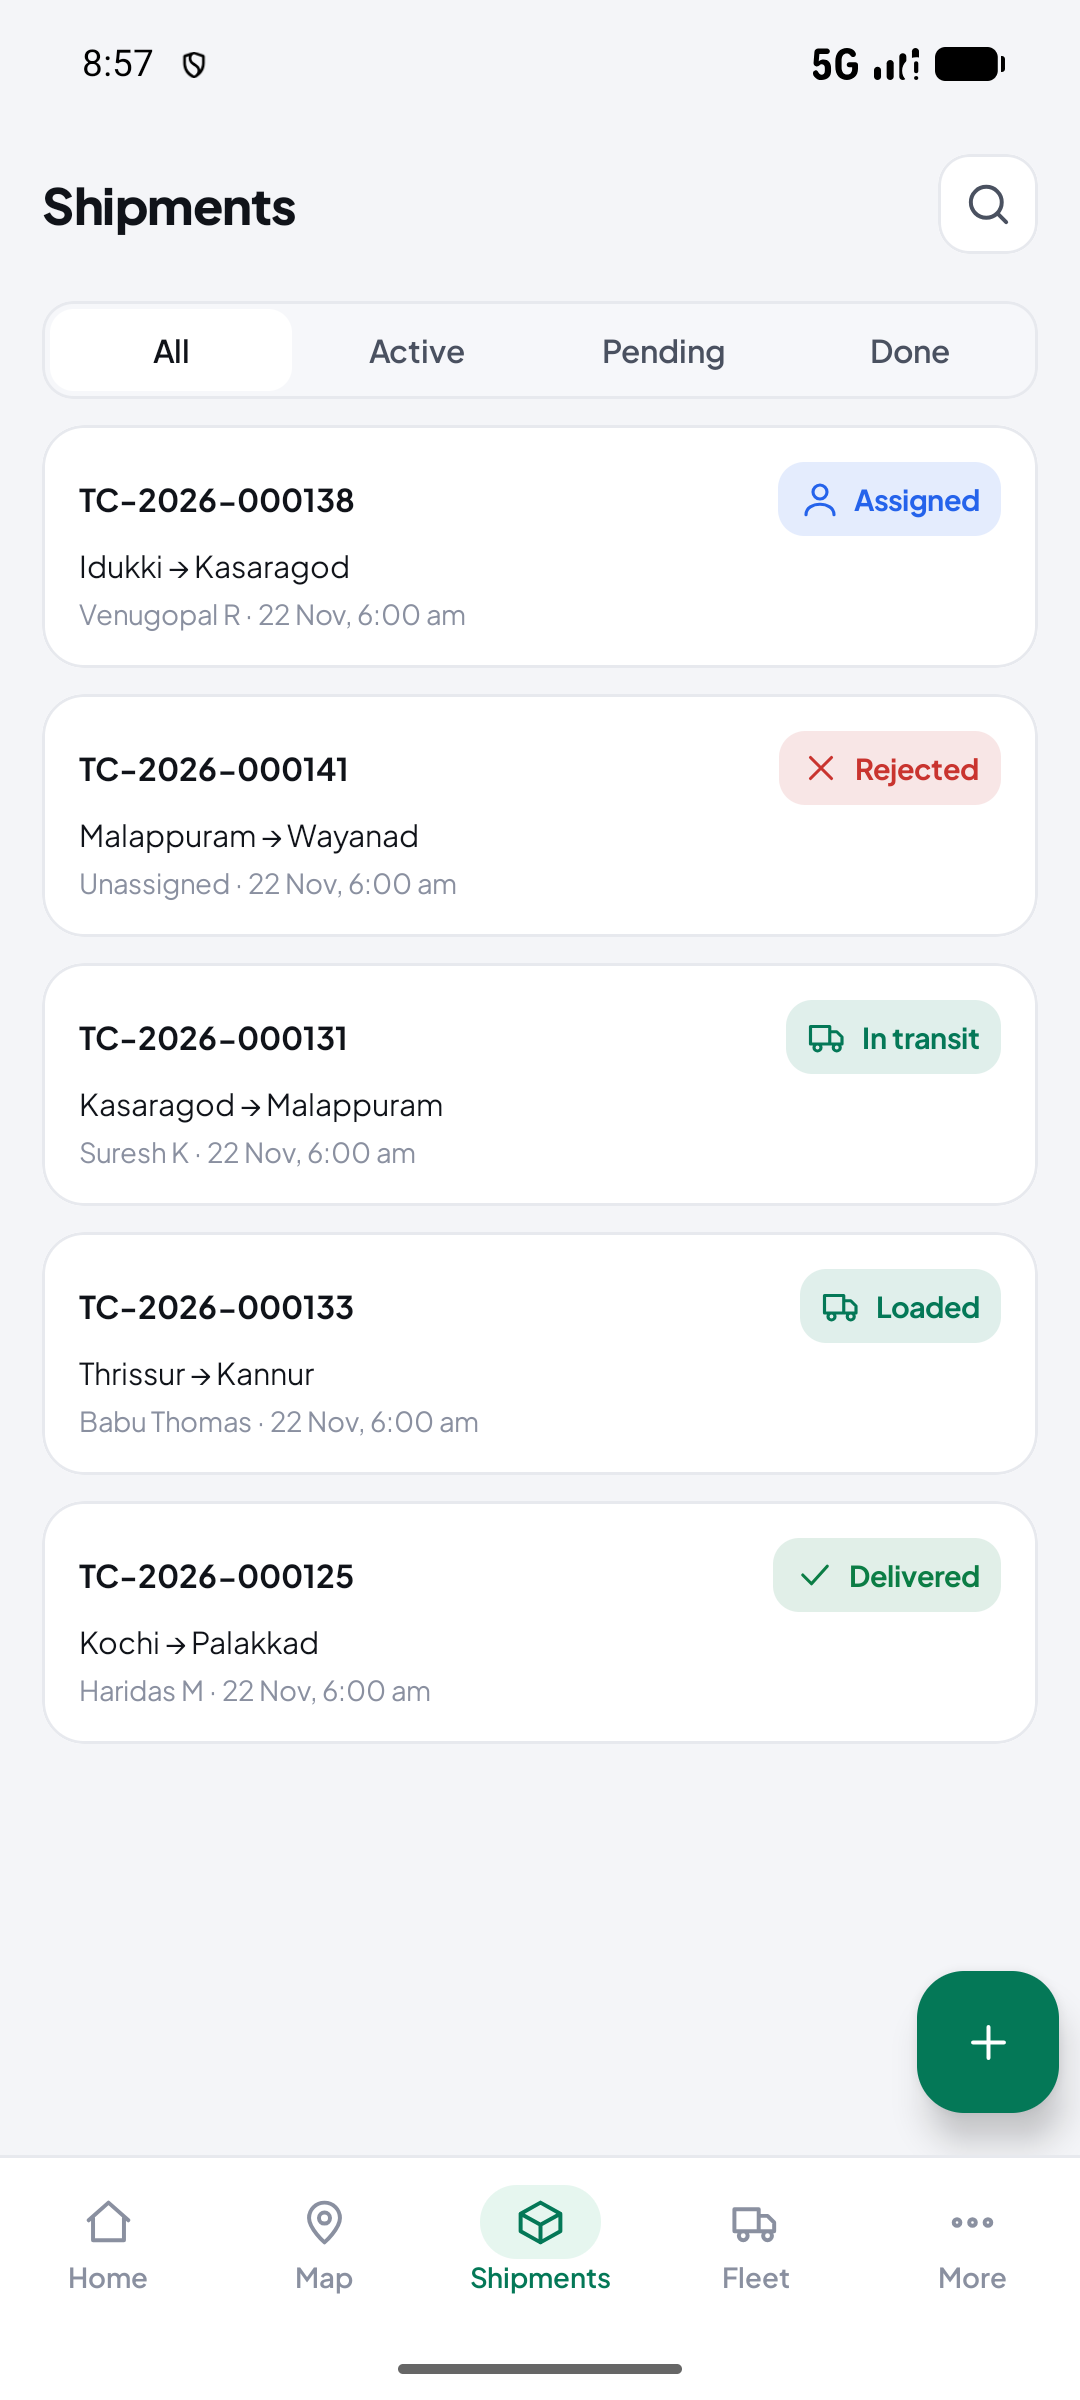 8:57
5G
Shipments
All
Active
Pending
Done
TC-2026-000138
Assigned
Idukki → Kasaragod
Venugopal R · 22 Nov, 6:00 am
TC-2026-000141
Rejected
Malappuram → Wayanad
Unassigned · 22 Nov, 6:00 am
TC-2026-000131
In transit
Kasaragod → Malappuram
Suresh K · 22 Nov, 6:00 am
TC-2026-000133
Loaded
Thrissur → Kannur
Babu Thomas · 22 Nov, 6:00 am
TC-2026-000125
Delivered
Kochi → Palakkad
Haridas M · 22 Nov, 6:00 am
Home
Map
Shipments
Fleet
More